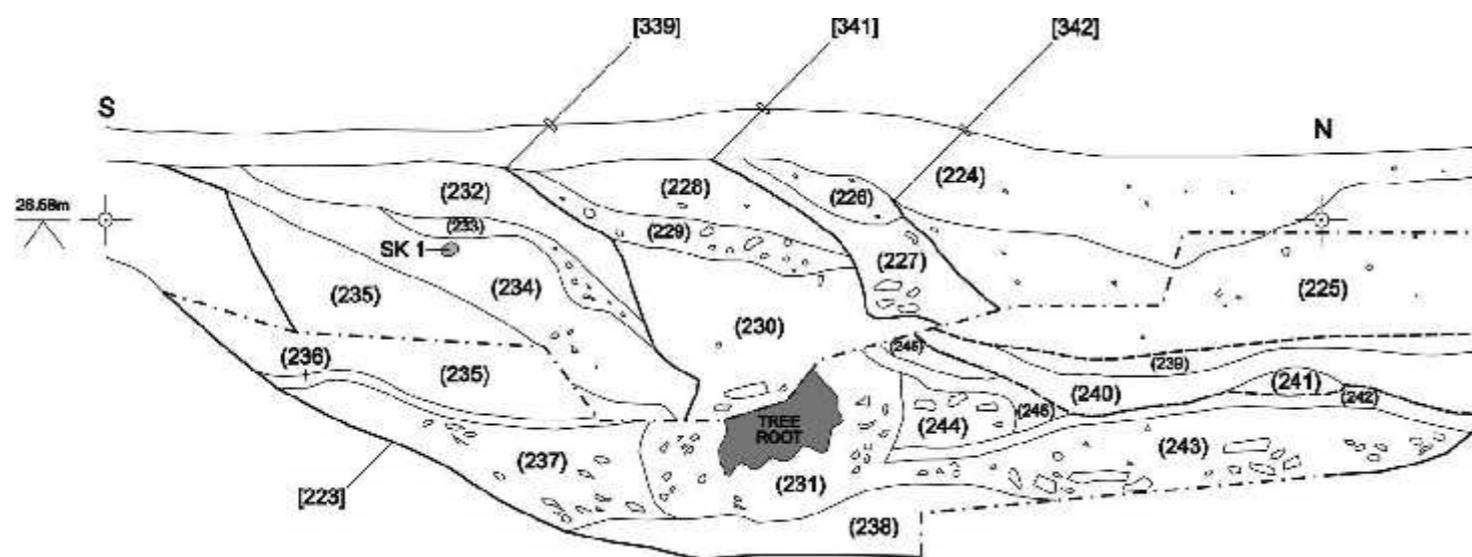 [339] [341] [342]
S N
(224)
(232) (228) (226)
26.58m
(233) (229)
SK 1
(227)
(235) (234) (225)
(230)
(236) (245) (239)
(235) (240) (241) (242)
(244) (246)
TREE
ROOT
(243)
(237) (231)
[223]
(238)